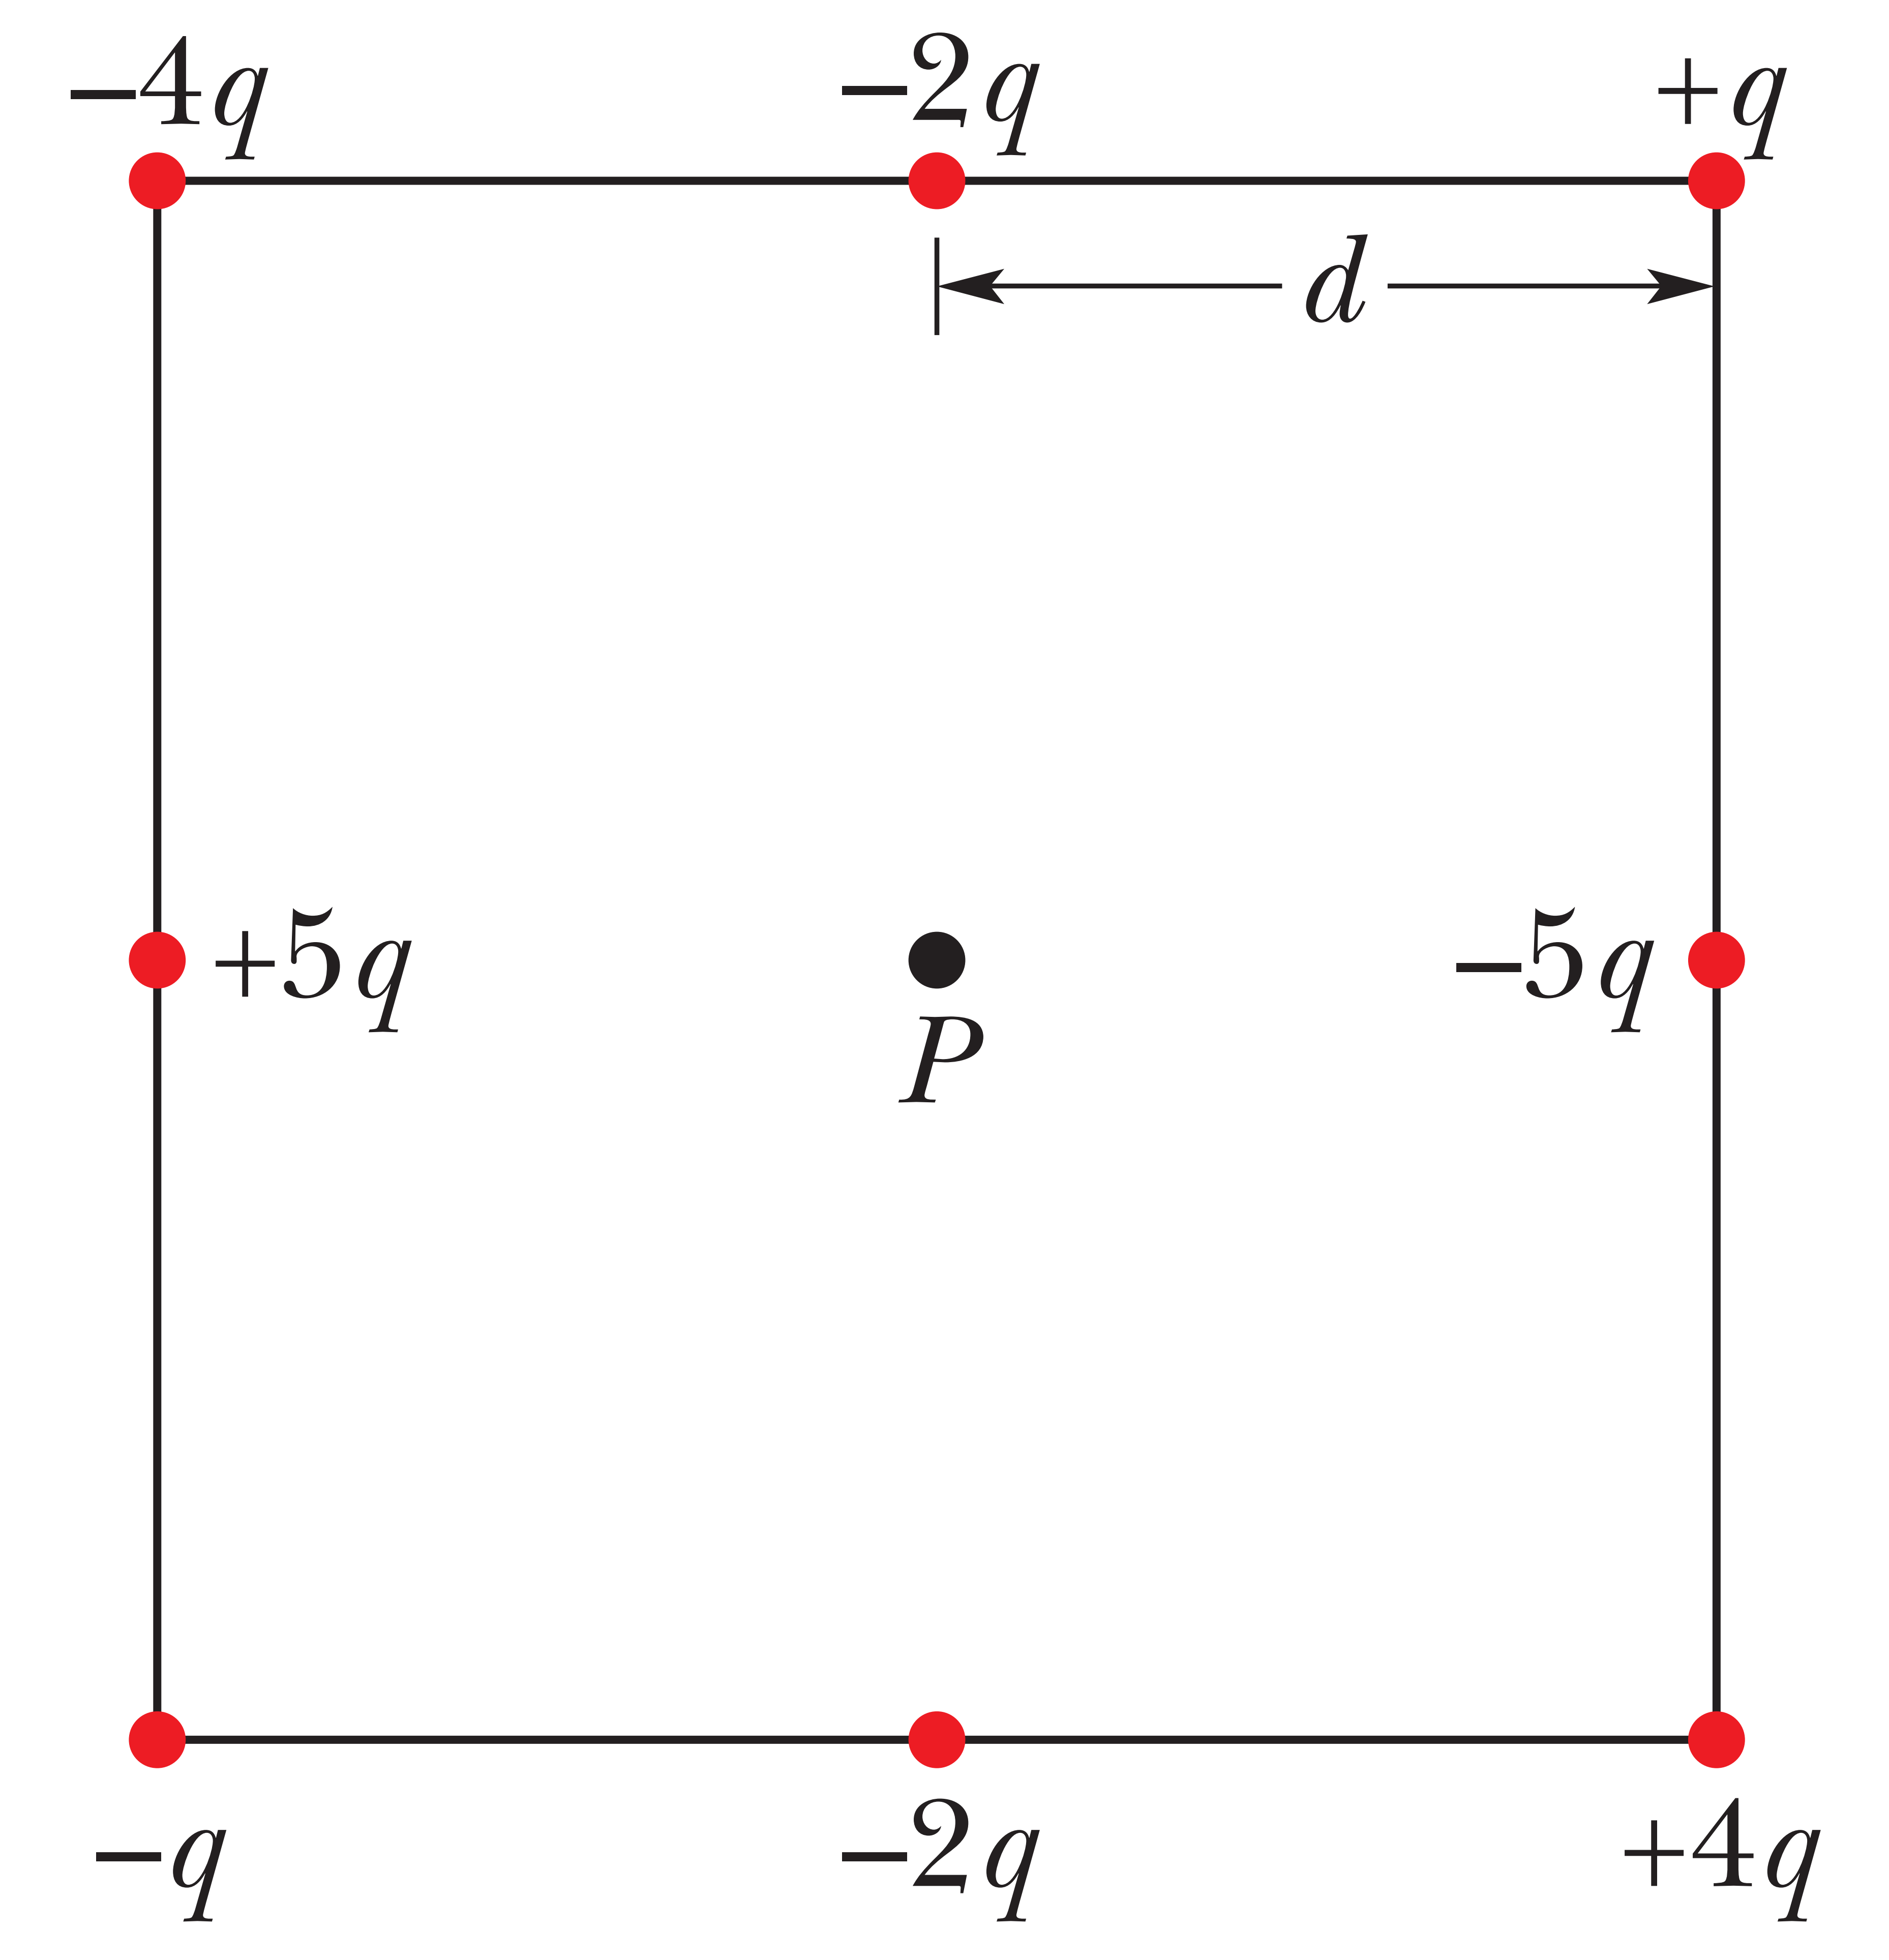 –4q –2q +q
d
+5q –5q
P
–q –2q +4q